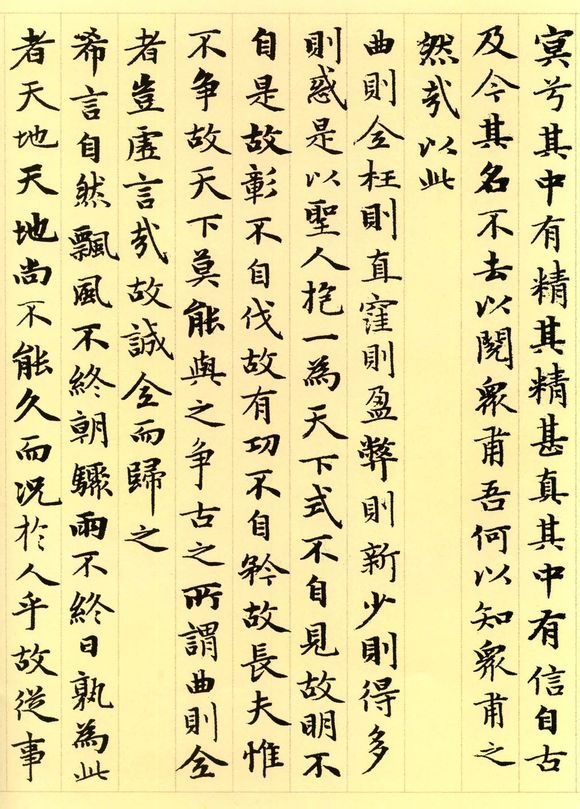 冥兮其中有精其精甚真其中有信自古
及今其名不去以閱衆甫吾何以知衆甫之
然哉以此
曲則全枉則直窪則盈弊則新少則得多
則惑是以聖人抱一為天下式不自見故明不
自是故彰不自伐故有功不自矜故長夫惟
不争故天下莫能與之争古之所謂曲則全
者豈虛言哉故誠全而歸之
希言自然飄風不終朝驟雨不終日孰為此
者天地天地尚不能久而況於人乎故從事